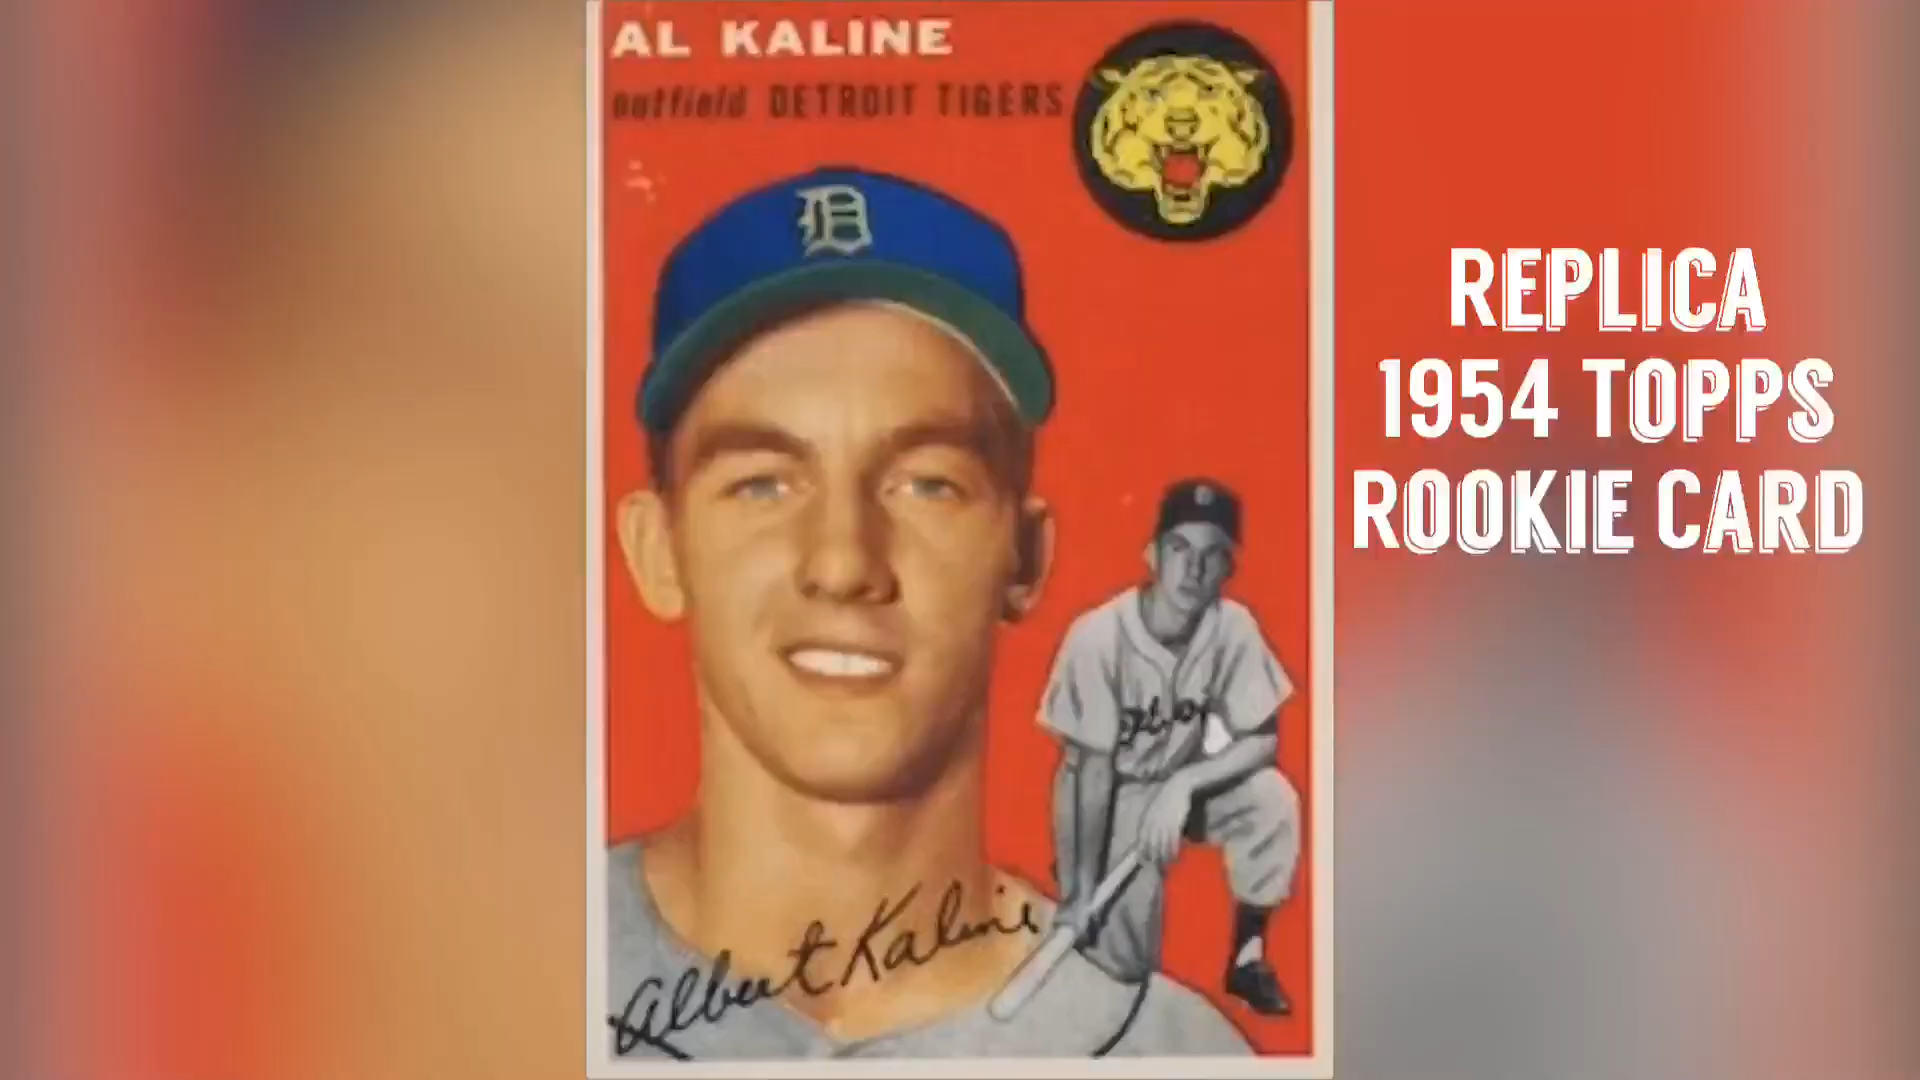 AL KALINE
outfield DETROIT TIGERS
D
Albert Kaline
REPLICA
1954 TOPPS
ROOKIE CARD